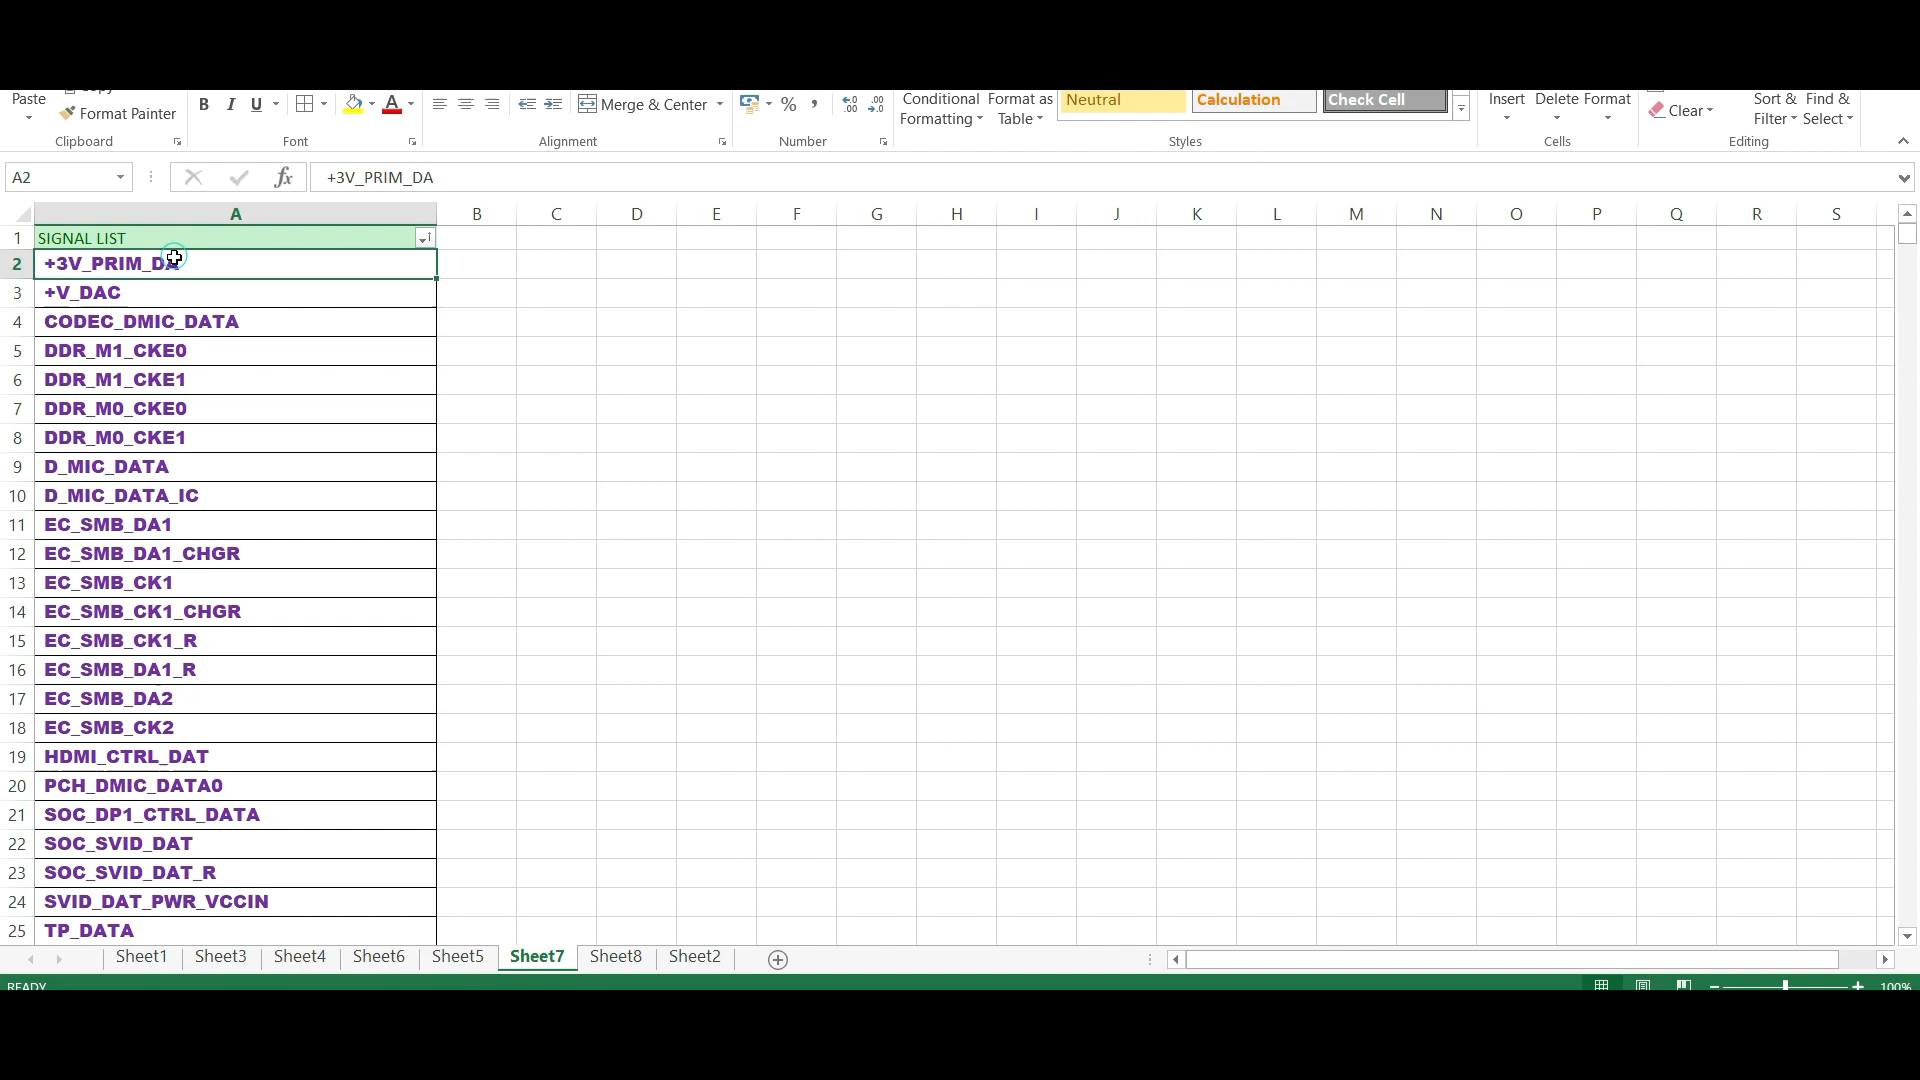 Copy
Paste
Format Painter
B I U A
Merge & Center
%
Conditional Formatting
Format as Table
Neutral
Calculation
Check Cell
Insert
Delete
Format
Clear
Sort & Filter
Find & Select
Clipboard
Font
Alignment
Number
Styles
Cells
Editing
A2
fx
+3V_PRIM_DA
A B C D E F G H I J K L M N O P Q R S
1 SIGNAL LIST
2 +3V_PRIM_DA
3 +V_DAC
4 CODEC_DMIC_DATA
5 DDR_M1_CKE0
6 DDR_M1_CKE1
7 DDR_M0_CKE0
8 DDR_M0_CKE1
9 D_MIC_DATA
10 D_MIC_DATA_IC
11 EC_SMB_DA1
12 EC_SMB_DA1_CHGR
13 EC_SMB_CK1
14 EC_SMB_CK1_CHGR
15 EC_SMB_CK1_R
16 EC_SMB_DA1_R
17 EC_SMB_DA2
18 EC_SMB_CK2
19 HDMI_CTRL_DAT
20 PCH_DMIC_DATA0
21 SOC_DP1_CTRL_DATA
22 SOC_SVID_DAT
23 SOC_SVID_DAT_R
24 SVID_DAT_PWR_VCCIN
25 TP_DATA
Sheet1 Sheet3 Sheet4 Sheet6 Sheet5 Sheet7 Sheet8 Sheet2
READY
100%